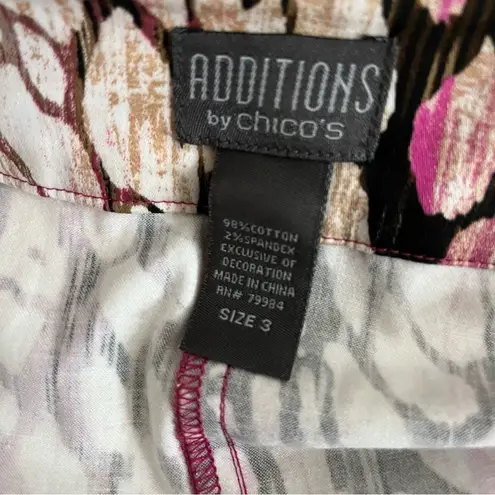 ADDITIONS
by chico's
98% COTTON
2% SPANDEX
EXCLUSIVE OF
DECORATION
MADE IN CHINA
RN# 79984
SIZE 3